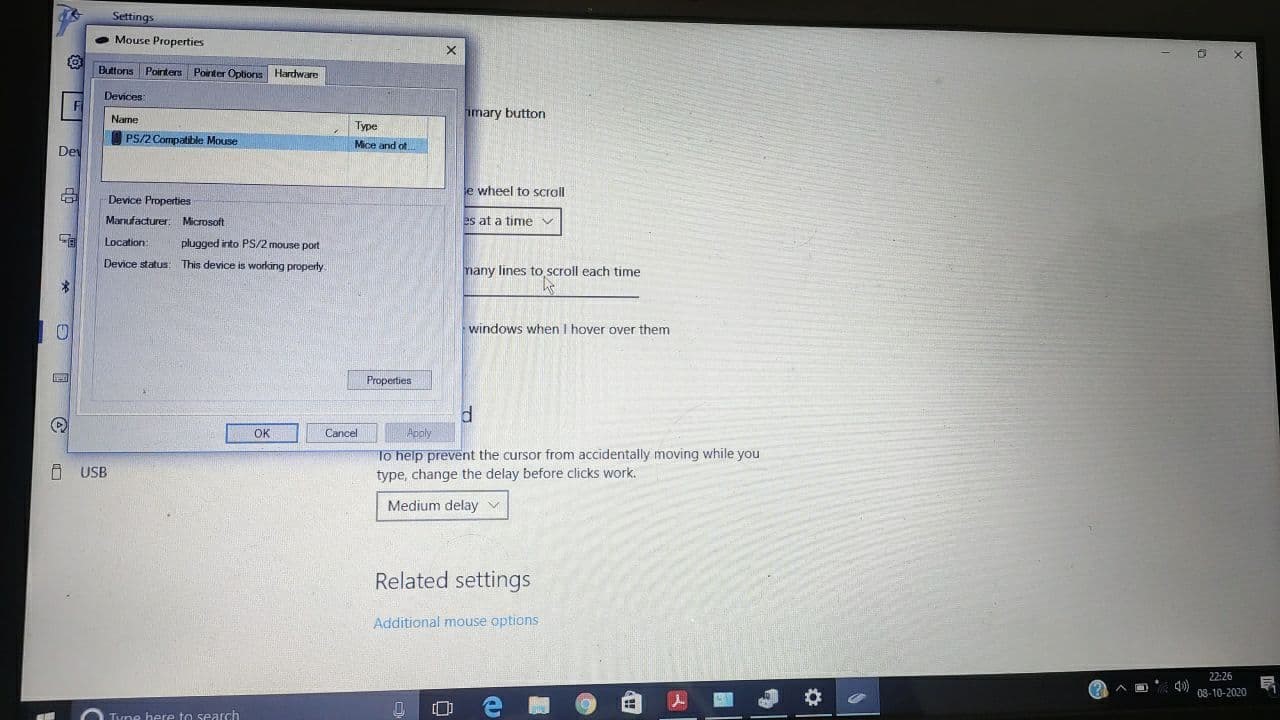 Settings
Mouse Properties
Buttons Pointers Pointer Options Hardware
Devices:
Name Type
PS/2 Compatible Mouse Mice and ot...
Device Properties
Manufacturer: Microsoft
Location: plugged into PS/2 mouse port
Device status: This device is working properly.
Properties
OK Cancel Apply
imary button
e wheel to scroll
es at a time
many lines to scroll each time
windows when I hover over them
F
Dev
USB
d
To help prevent the cursor from accidentally moving while you
type, change the delay before clicks work.
Medium delay
Related settings
Additional mouse options
Type here to search
22:26
08-10-2020